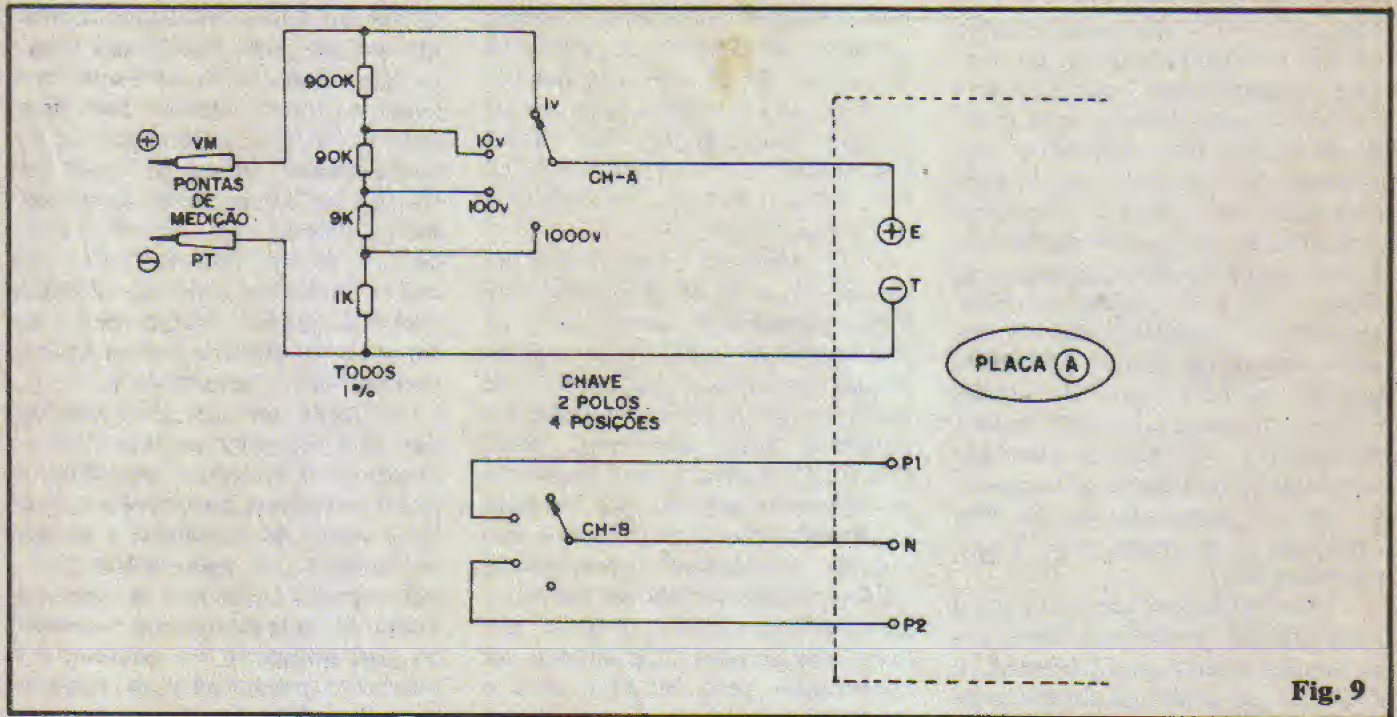 900K
1v
⊕ VM
10v
90K
CH-A
PONTAS
DE
MEDIÇÃO
100v
9K
1000v
⊕ E
⊖ PT
⊖ T
1K
PLACA A
TODOS
1%
CHAVE
2 POLOS
4 POSIÇÕES
P1
CH-B
N
P2
Fig. 9